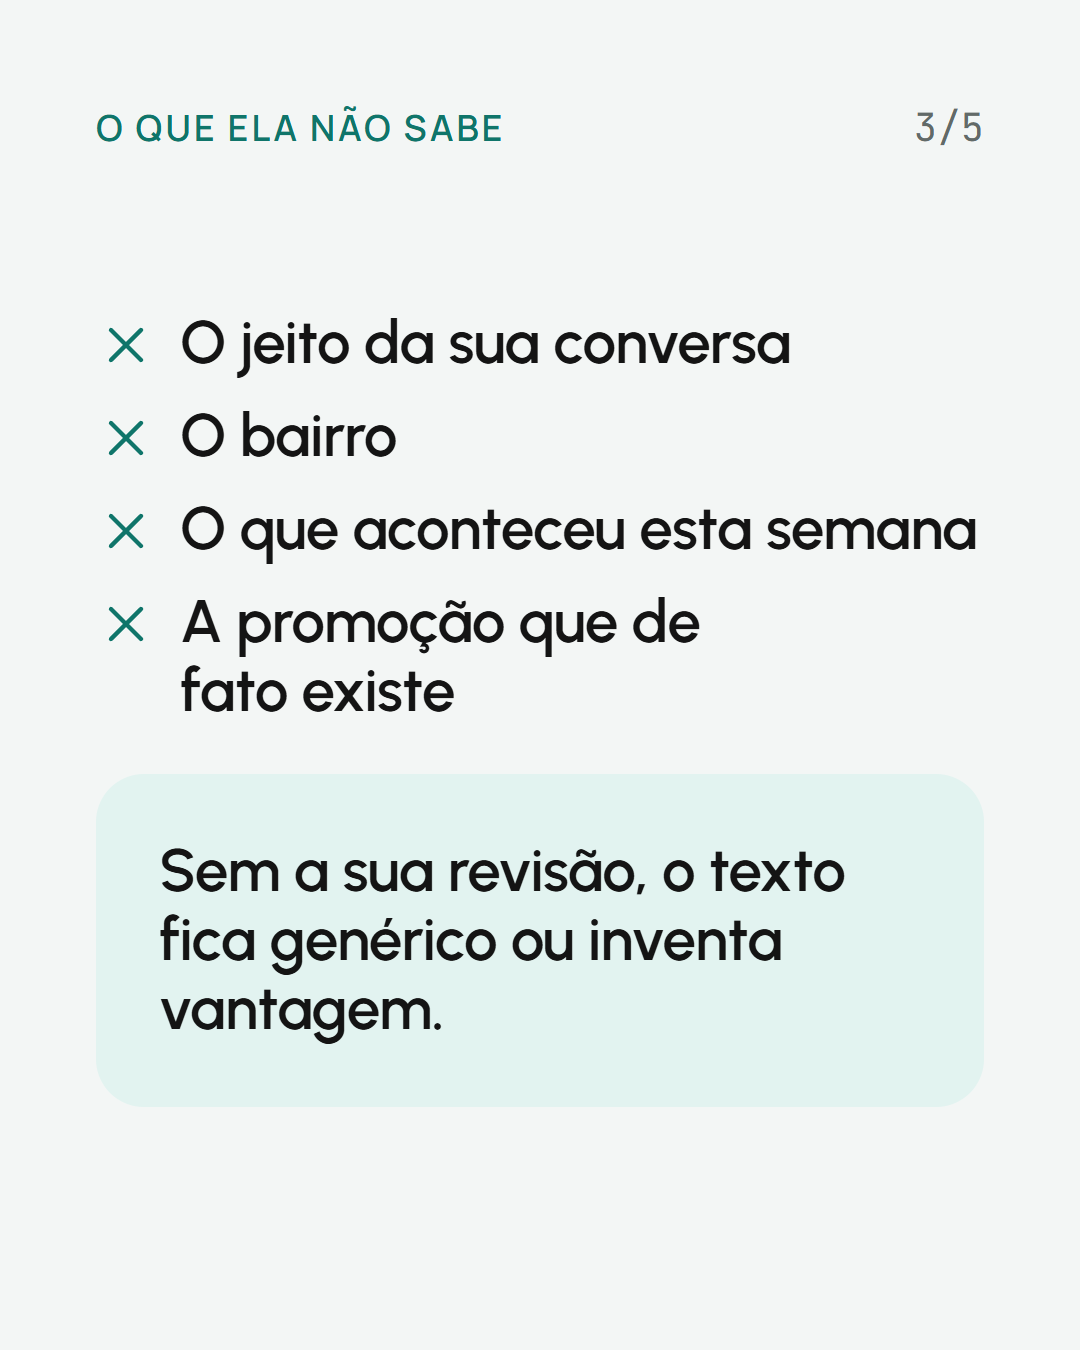 O QUE ELA NÃO SABE
3/5
O jeito da sua conversa
O bairro
O que aconteceu esta semana
A promoção que de
fato existe
Sem a sua revisão, o texto
fica genérico ou inventa
vantagem.